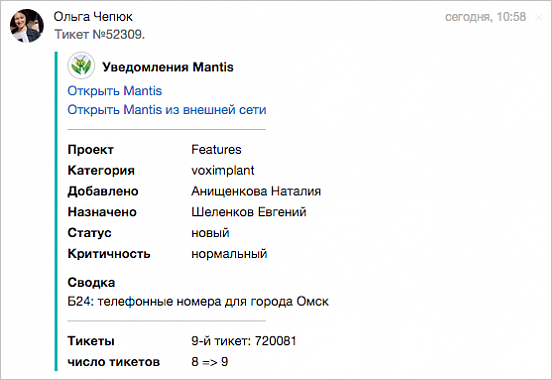 Ольга Чепюк
сегодня, 10:58
Тикет №52309.
Уведомления Mantis
Открыть Mantis
Открыть Mantis из внешней сети
Проект Features
Категория voximplant
Добавлено Анищенкова Наталия
Назначено Шеленков Евгений
Статус новый
Критичность нормальный
Сводка
Б24: телефонные номера для города Омск
Тикеты 9-й тикет: 720081
число тикетов 8 => 9